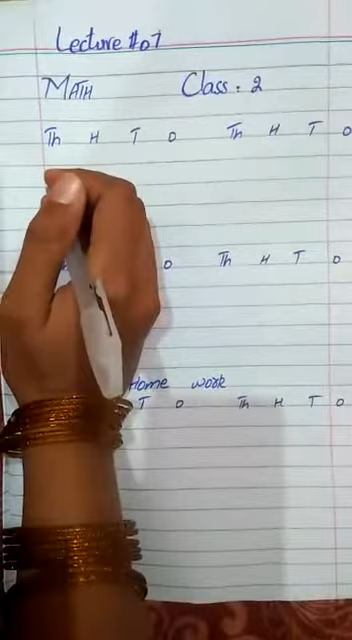 Lecture #07
MATH Class. 2
Th H T O Th H T O
O Th H T O
Home work
T O Th H T O